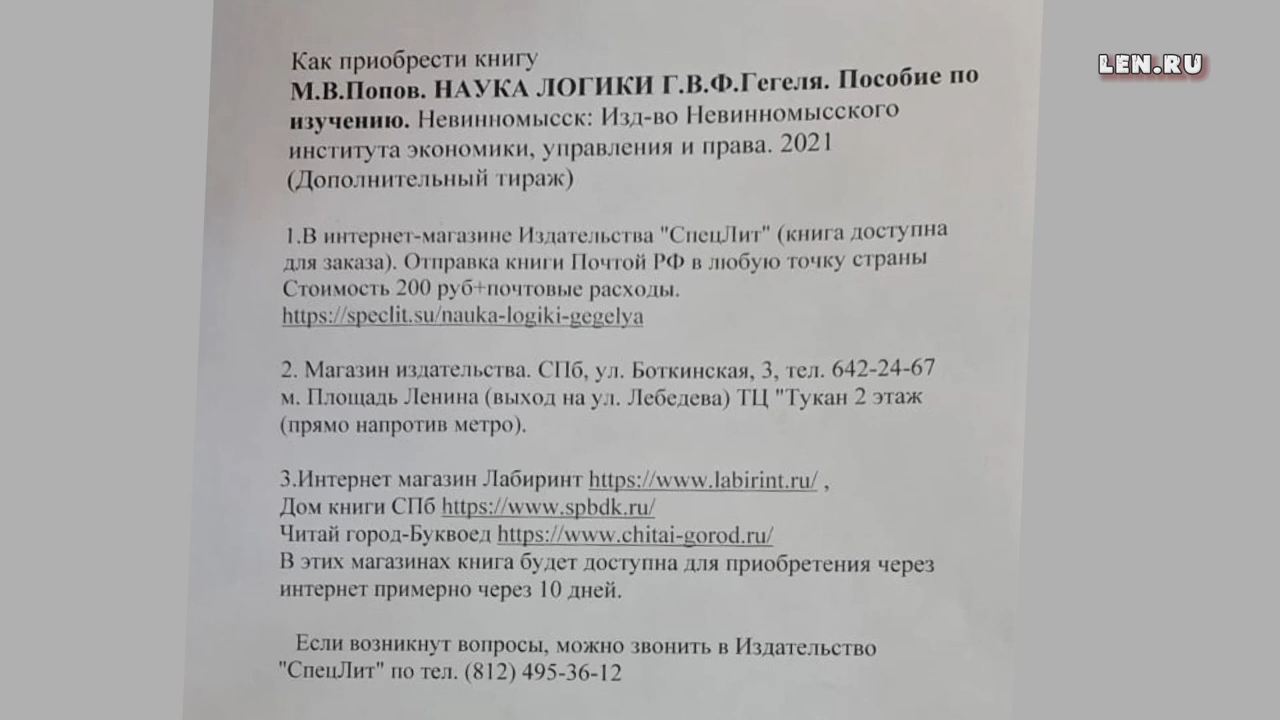 LEN.RU
Как приобрести книгу
М.В.Попов. НАУКА ЛОГИКИ Г.В.Ф.Гегеля. Пособие по
изучению. Невинномысск: Изд-во Невинномысского
института экономики, управления и права. 2021
(Дополнительный тираж)
1.В интернет-магазине Издательства "СпецЛит" (книга доступна
для заказа). Отправка книги Почтой РФ в любую точку страны
Стоимость 200 руб+почтовые расходы.
https://speclit.su/nauka-logiki-gegelya
2. Магазин издательства. СПб, ул. Боткинская, 3, тел. 642-24-67
м. Площадь Ленина (выход на ул. Лебедева) ТЦ "Тукан 2 этаж
(прямо напротив метро).
3.Интернет магазин Лабиринт https://www.labirint.ru/ ,
Дом книги СПб https://www.spbdk.ru/
Читай город-Буквоед https://www.chitai-gorod.ru/
В этих магазинах книга будет доступна для приобретения через
интернет примерно через 10 дней.
Если возникнут вопросы, можно звонить в Издательство
"СпецЛит" по тел. (812) 495-36-12